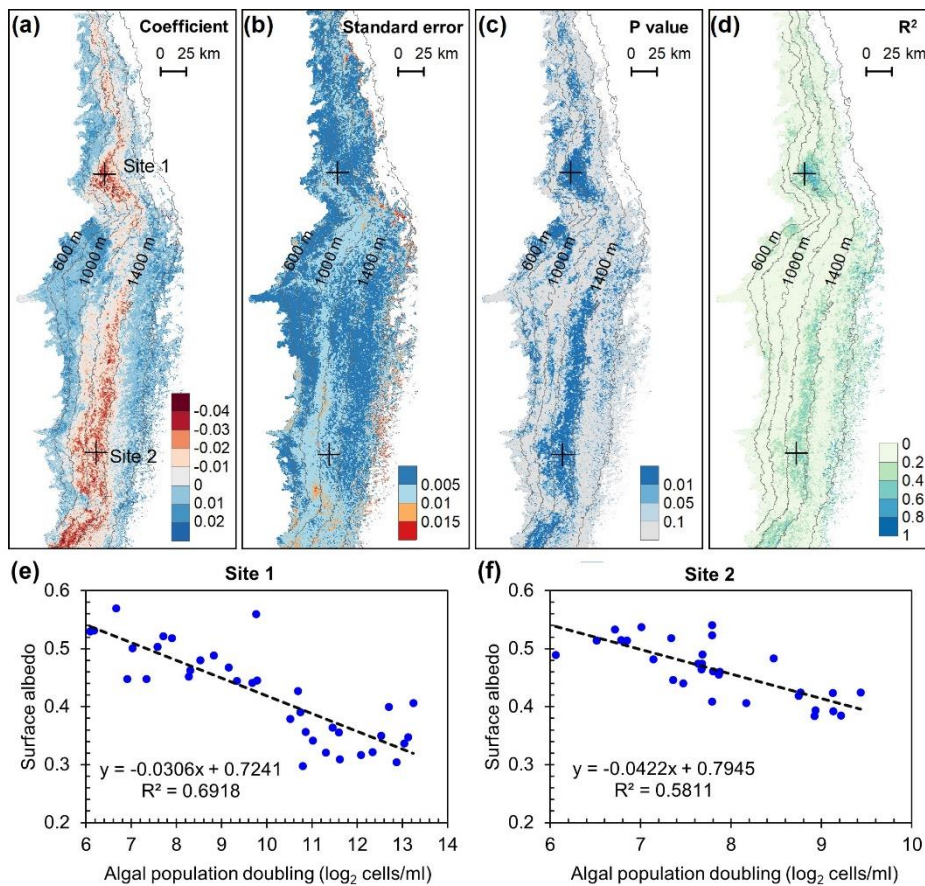 (a) Coefficient
0 25 km
Site 1
600 m
1000 m
1400 m
Site 2
-0.04
-0.03
-0.02
-0.01
0
0.01
0.02
(b) Standard error
0 25 km
600 m
1000 m
1400 m
0.005
0.01
0.015
(c) P value
0 25 km
600 m
1000 m
1400 m
0.01
0.05
0.1
(d) R²
0 25 km
600 m
1000 m
1400 m
0
0.2
0.4
0.6
0.8
1
(e) Site 1
0.6
0.5
0.4
0.3
0.2
Surface albedo
y = -0.0306x + 0.7241
R² = 0.6918
6 7 8 9 10 11 12 13 14
Algal population doubling (log₂ cells/ml)
(f) Site 2
0.6
0.5
0.4
0.3
0.2
Surface albedo
y = -0.0422x + 0.7945
R² = 0.5811
6 7 8 9 10
Algal population doubling (log₂ cells/ml)